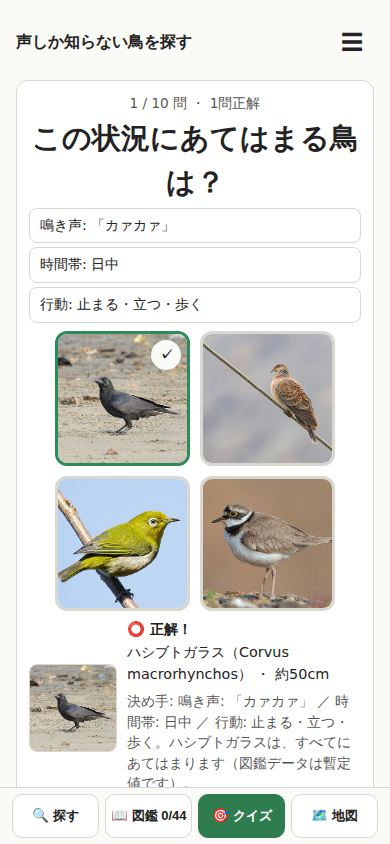 声しか知らない鳥を探す
☰
1 / 10 問 ・ 1問正解
この状況にあてはまる鳥
は？
鳴き声: 「カァカァ」
時間帯: 日中
行動: 止まる・立つ・歩く
✓
⭕ 正解！
ハシブトガラス（Corvus
macrorhynchos） ・ 約50cm
決め手: 鳴き声: 「カァカァ」 ／ 時
間帯: 日中 ／ 行動: 止まる・立つ・
歩く。ハシブトガラスは、すべてに
あてはまります（図鑑データは暫定
値です）。
🔍 探す
📖 図鑑 0/44
🎯 クイズ
🗺️ 地図